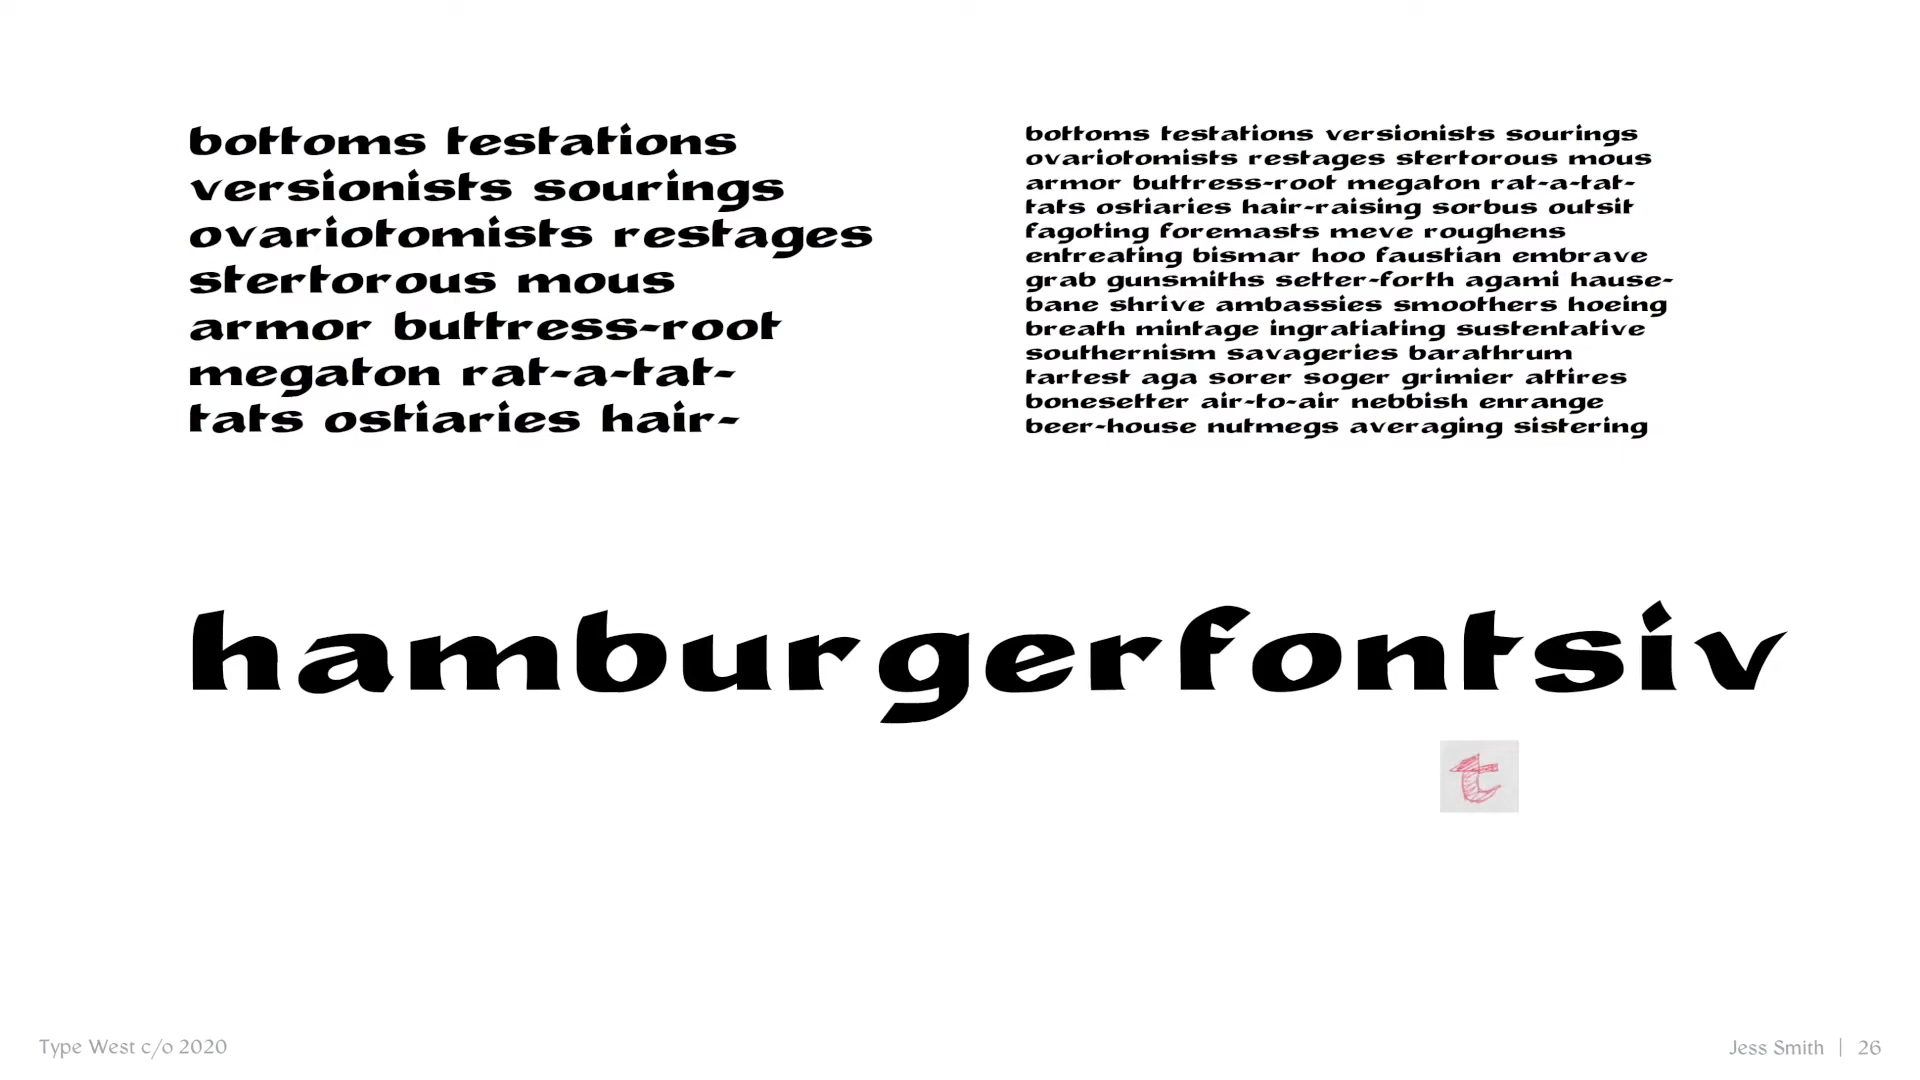 bottoms testations
versionists sourings
ovariotomists restages
stertorous mous
armor buttress-root
megaton rat-a-tat-
tats ostiaries hair-
bottoms testations versionists sourings
ovariotomists restages stertorous mous
armor buttress-root megaton rat-a-tat-
tats ostiaries hair-raising sorbus outsit
fagoting foremasts meve roughens
entreating bismar hoo faustian embrave
grab gunsmiths setter-forth agami hause-
bane shrive ambassies smoothers hoeing
breath mintage ingratiating sustentative
southernism savageries barathrum
tartest aga sorer soger grimier attires
bonesetter air-to-air nebbish enrange
beer-house nutmegs averaging sistering
hamburgerfontsiv
t
Type West c/o 2020
Jess Smith | 26